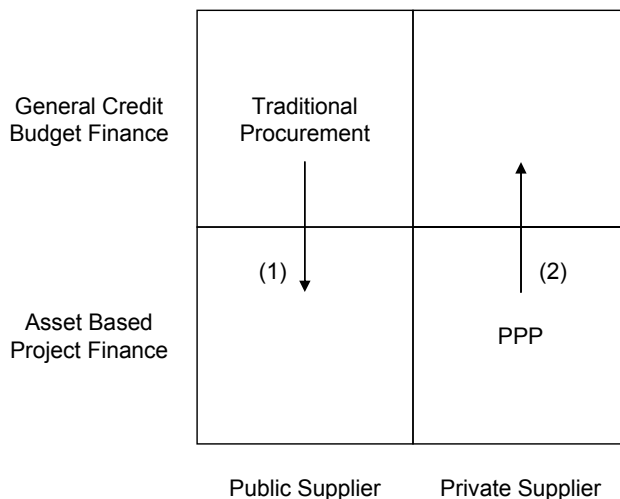 General Credit
Budget Finance
Traditional
Procurement
(1)
(2)
Asset Based
Project Finance
PPP
Public Supplier
Private Supplier